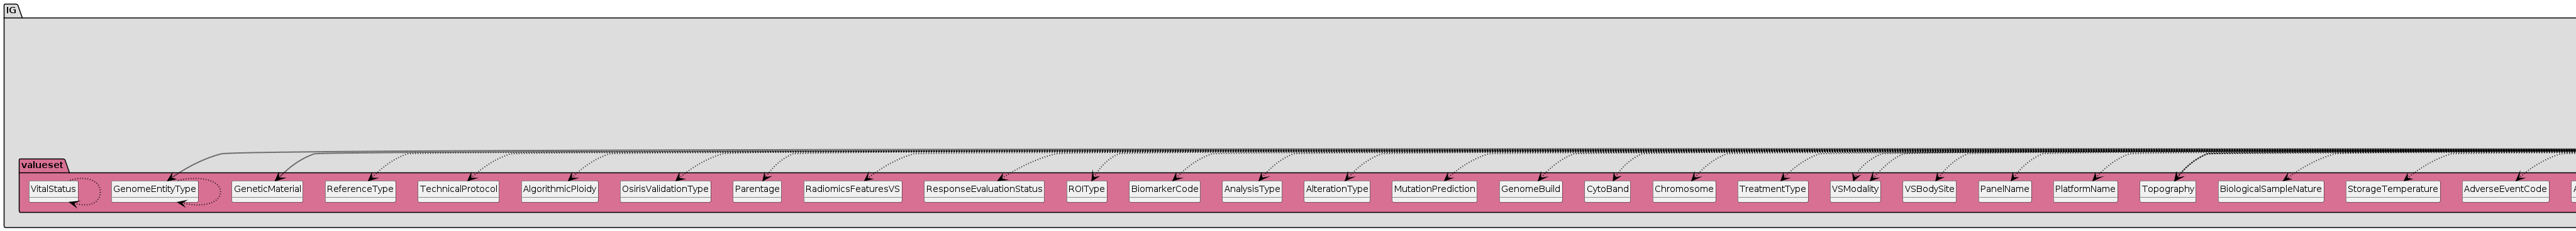 IG
valueset
VitalStatus
GenomeEntityType
GeneticMaterial
ReferenceType
TechnicalProtocol
AlgorithmicPloidy
OsirisValidationType
Parentage
RadiomicsFeaturesVS
ResponseEvaluationStatus
ROIType
BiomarkerCode
AnalysisType
AlterationType
MutationPrediction
GenomeBuild
CytoBand
Chromosome
TreatmentType
VSModality
VSBodySite
PanelName
PlatformName
Topography
BiologicalSampleNature
StorageTemperature
AdverseEventCode